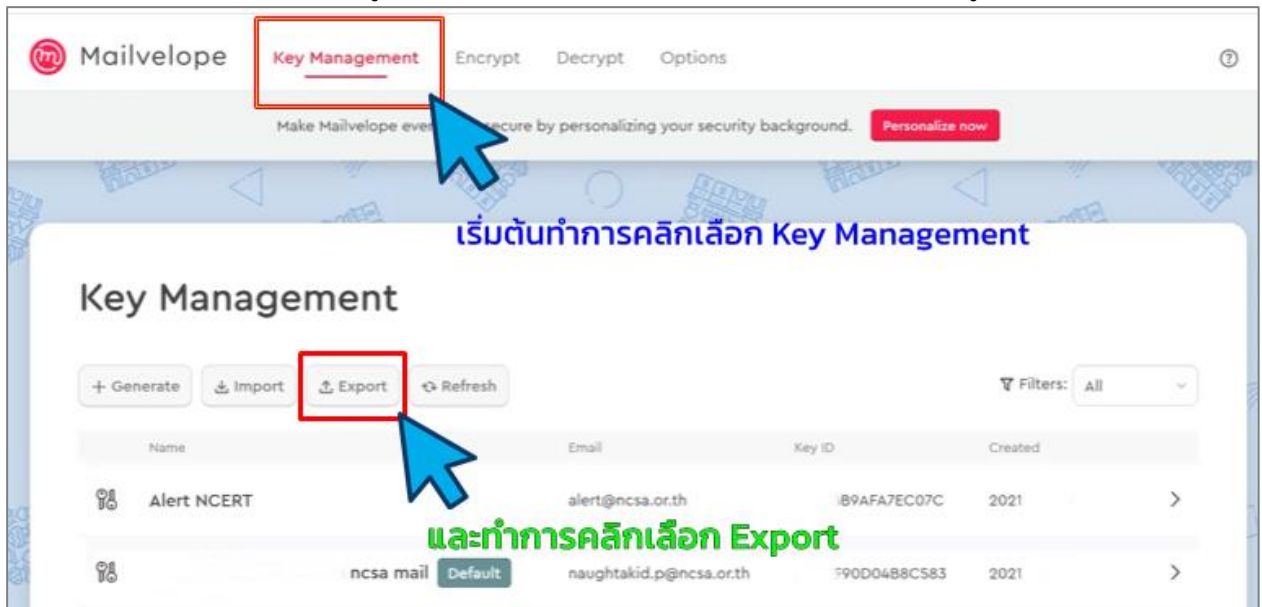 Mailvelope Key Management Encrypt Decrypt Options
Make Mailvelope even secure by personalizing your security background. Personalize now
เริ่มต้นทำการคลิกเลือก Key Management
Key Management
+ Generate Import Export Refresh Filters: All
Name Email Key ID Created
Alert NCERT alert@ncsa.or.th B9AFA7EC07C 2021
และทำการคลิกเลือก Export
ncsa mail Default naughtakid.p@ncsa.or.th F90D04B8C583 2021